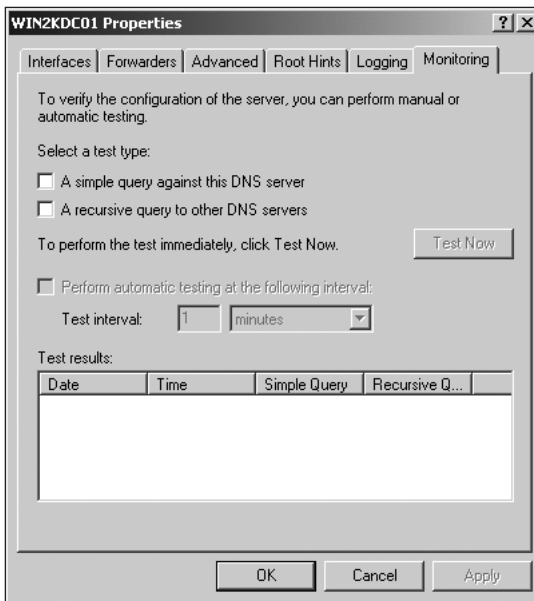 WIN2KDC01 Properties
Interfaces Forwarders Advanced Root Hints Logging Monitoring
To verify the configuration of the server, you can perform manual or
automatic testing.
Select a test type:
A simple query against this DNS server
A recursive query to other DNS servers
To perform the test immediately, click Test Now.
Test Now
Perform automatic testing at the following interval:
Test interval: 1 minutes
Test results:
Date Time Simple Query Recursive Q...
OK Cancel Apply